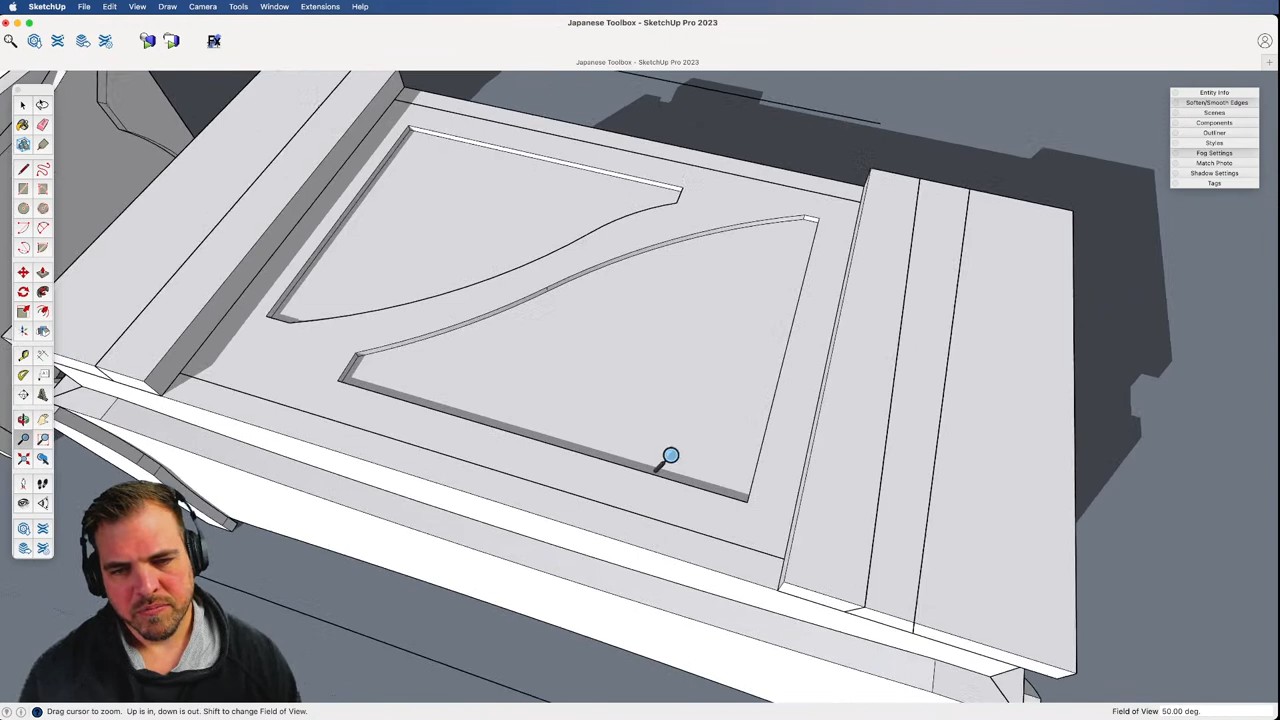 SketchUp File Edit View Draw Camera Tools Window Extensions Help
Japanese Toolbox - SketchUp Pro 2023
Japanese Toolbox - SketchUp Pro 2023
Entity Info
Soften/Smooth Edges
Scenes
Components
Outliner
Styles
Fog Settings
Match Photo
Shadow Settings
Tags
Drag cursor to zoom. Up is in, down is out. Shift to change Field of View.
Field of View 50.00 deg.